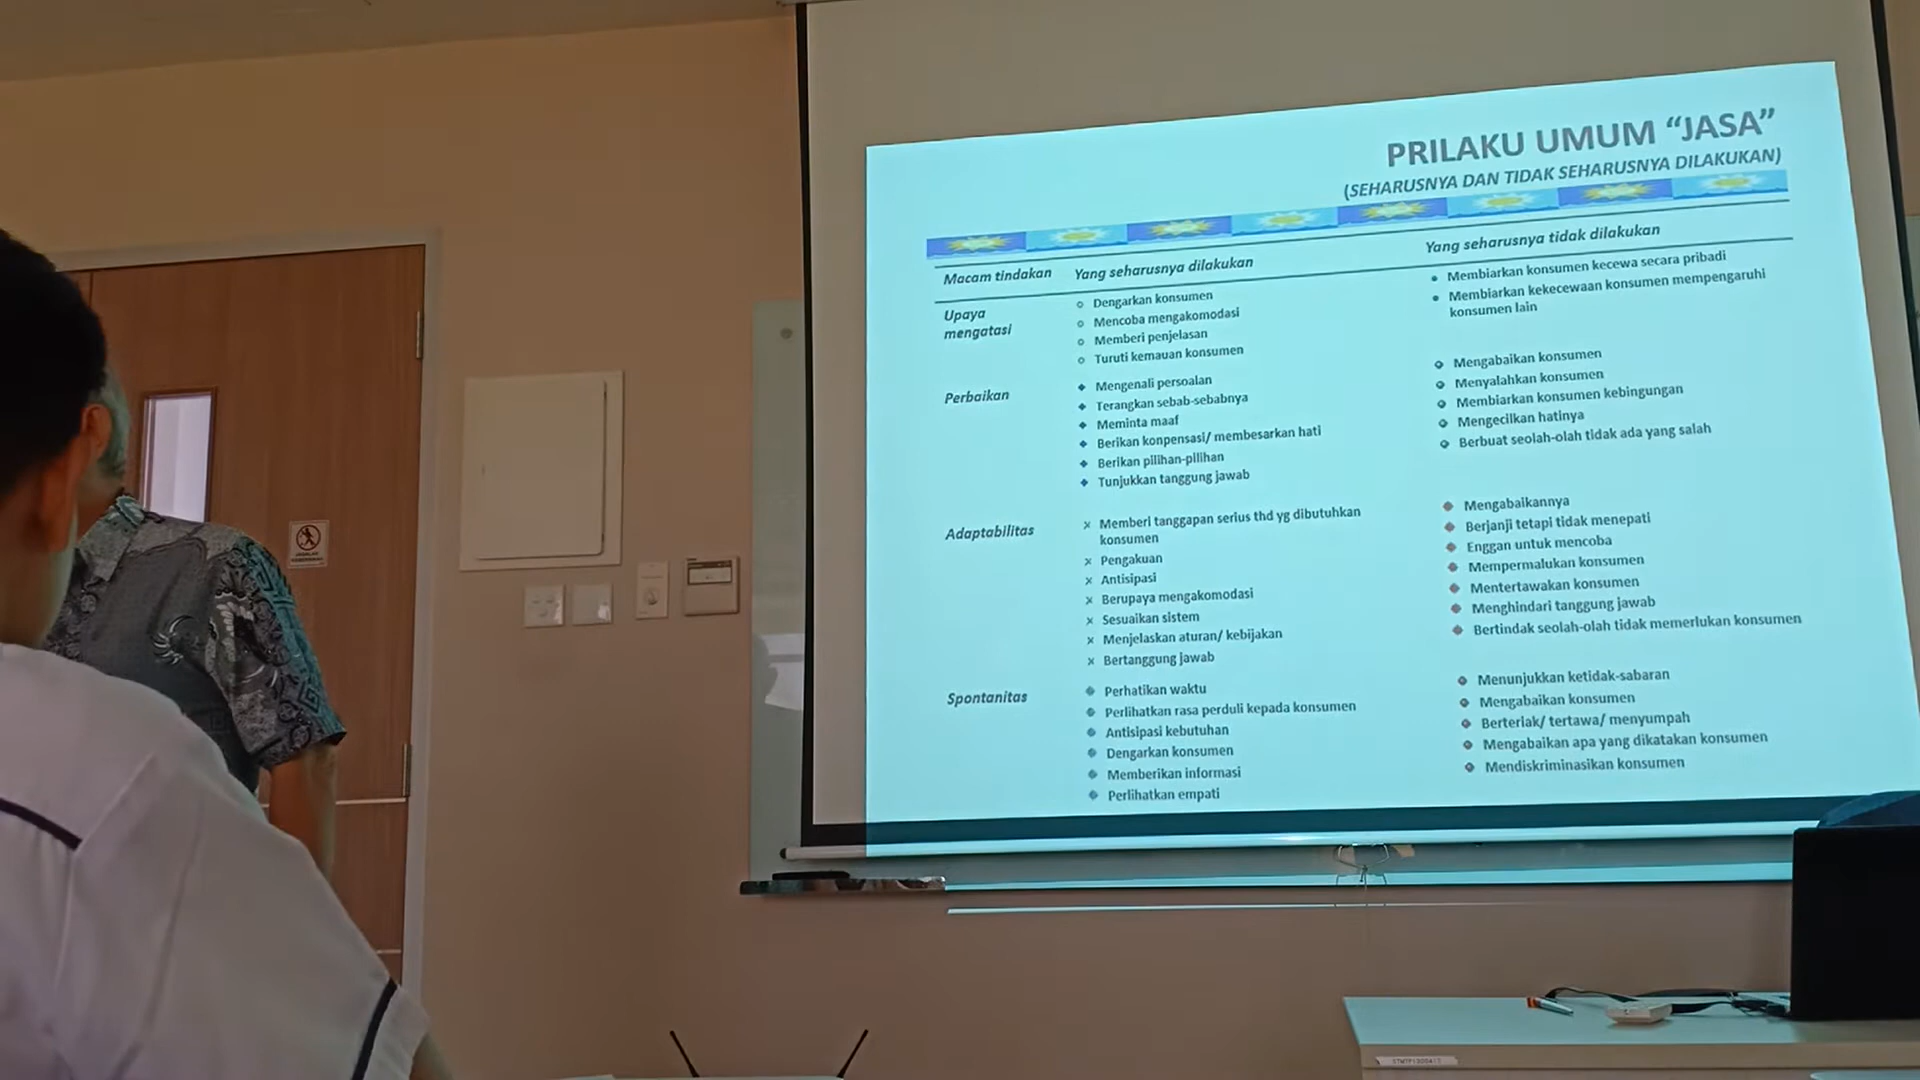 PRILAKU UMUM “JASA”
(SEHARUSNYA DAN TIDAK SEHARUSNYA DILAKUKAN)
Macam tindakan
Yang seharusnya dilakukan
Yang seharusnya tidak dilakukan
Upaya
mengatasi
Dengarkan konsumen
Mencoba mengakomodasi
Memberi penjelasan
Turuti kemauan konsumen
Membiarkan konsumen kecewa secara pribadi
Membiarkan kekecewaan konsumen mempengaruhi
konsumen lain
Perbaikan
Mengenali persoalan
Terangkan sebab-sebabnya
Meminta maaf
Berikan konpensasi/ membesarkan hati
Berikan pilihan-pilihan
Tunjukkan tanggung jawab
Mengabaikan konsumen
Menyalahkan konsumen
Membiarkan konsumen kebingungan
Mengecilkan hatinya
Berbuat seolah-olah tidak ada yang salah
Adaptabilitas
Memberi tanggapan serius thd yg dibutuhkan
konsumen
Pengakuan
Antisipasi
Berupaya mengakomodasi
Sesuaikan sistem
Menjelaskan aturan/ kebijakan
Bertanggung jawab
Mengabaikannya
Berjanji tetapi tidak menepati
Enggan untuk mencoba
Mempermalukan konsumen
Mentertawakan konsumen
Menghindari tanggung jawab
Bertindak seolah-olah tidak memerlukan konsumen
Spontanitas
Perhatikan waktu
Perlihatkan rasa perduli kepada konsumen
Antisipasi kebutuhan
Dengarkan konsumen
Memberikan informasi
Perlihatkan empati
Menunjukkan ketidak-sabaran
Mengabaikan konsumen
Berteriak/ tertawa/ menyumpah
Mengabaikan apa yang dikatakan konsumen
Mendiskriminasikan konsumen